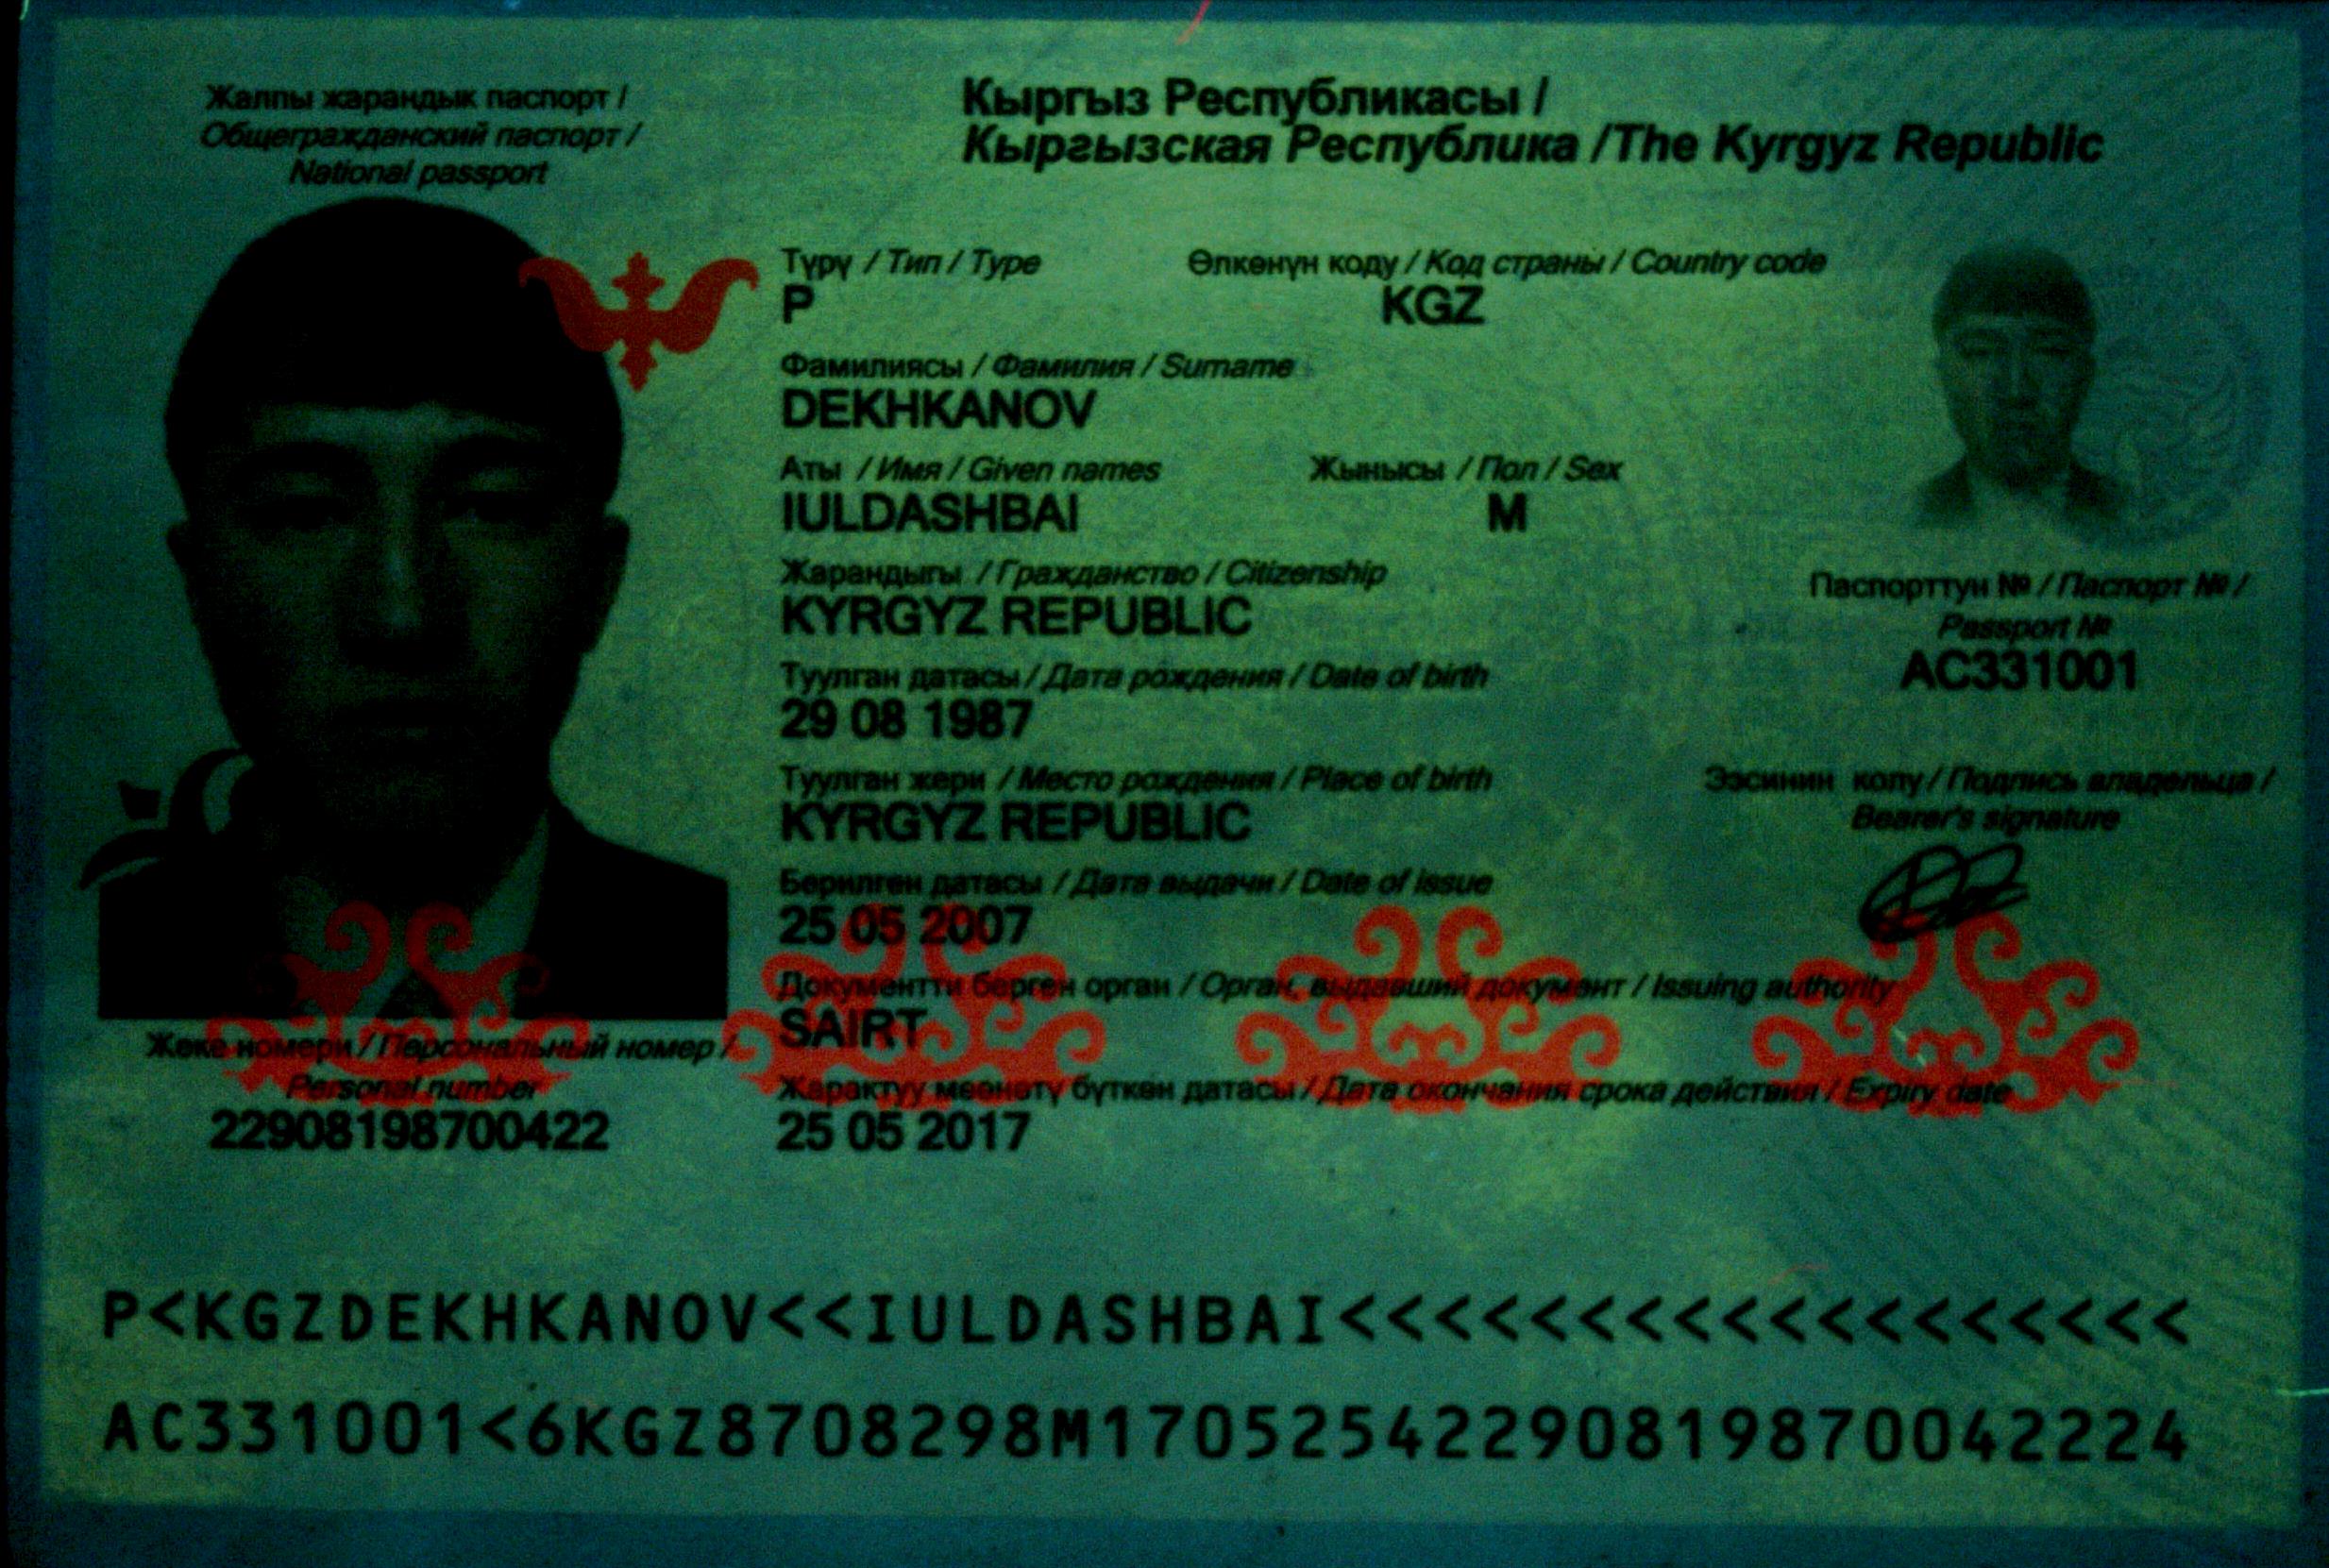 Жалпы жарандык паспорт /
Общегражданский паспорт /
National passport
Кыргыз Республикасы /
Кыргызская Республика /The Kyrgyz Republic
Түрү / Тип / Type
P
Өлкөнүн коду / Код страны / Country code
KGZ
Фамилиясы / Фамилия / Surname
DEKHKANOV
Аты / Имя / Given names
IULDASHBAI
Жынысы / Пол / Sex
M
Жарандыгы / Гражданство / Citizenship
KYRGYZ REPUBLIC
Паспорттун № / Паспорт № /
Passport №
AC331001
Туулган датасы / Дата рождения / Date of birth
29 08 1987
Туулган жери / Место рождения / Place of birth
KYRGYZ REPUBLIC
Ээсинин колу / Подпись владельца /
Bearer's signature
Берилген датасы / Дата выдачи / Date of issue
25 05 2007
Документти берген орган / Орган, выдавший документ / Issuing authority
SAIRT
Жеке номери / Персональный номер /
Personal number
22908198700422
Жарактуу мөөнөтү бүткөн датасы / Дата окончания срока действия / Expiry date
25 05 2017
P<KGZDEKHKANOV<<IULDASHBAI<<<<<<<<<<<<<<<<<<
AC331001<6KGZ8708298M17052542290819870042224